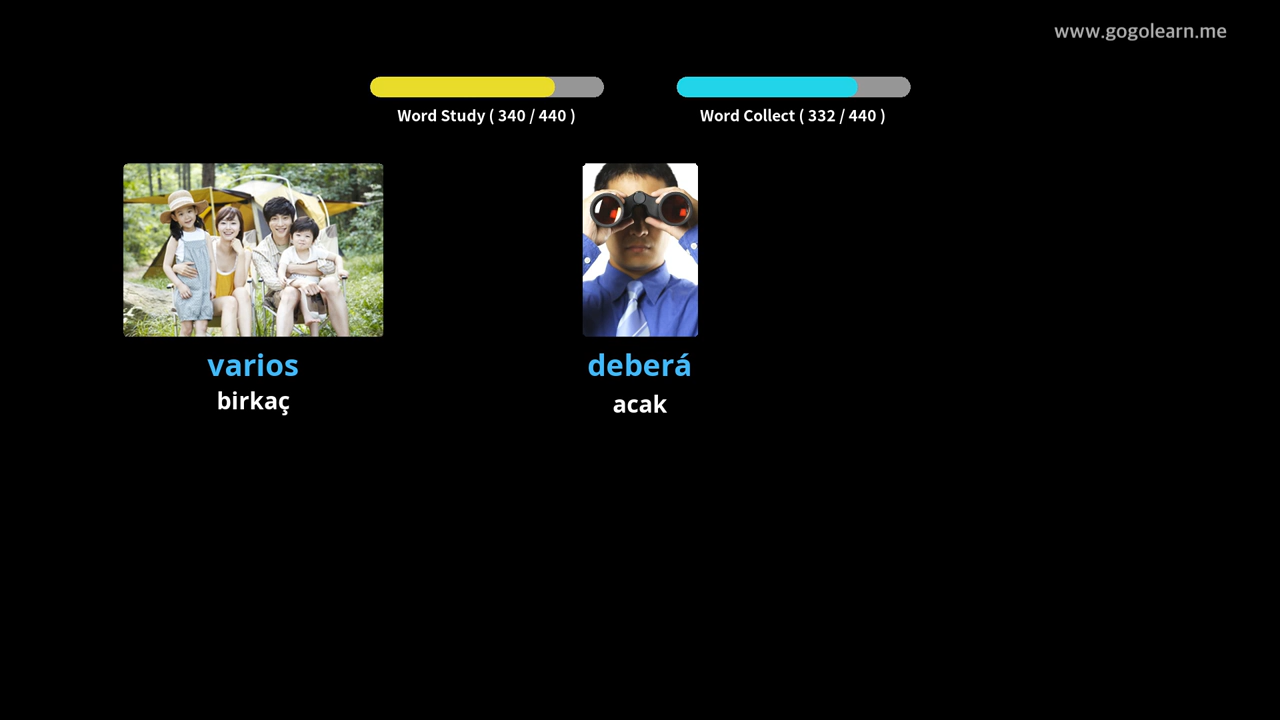 www.gogolearn.me
Word Study ( 340 / 440 )
Word Collect ( 332 / 440 )
varios
birkaç
deberá
acak